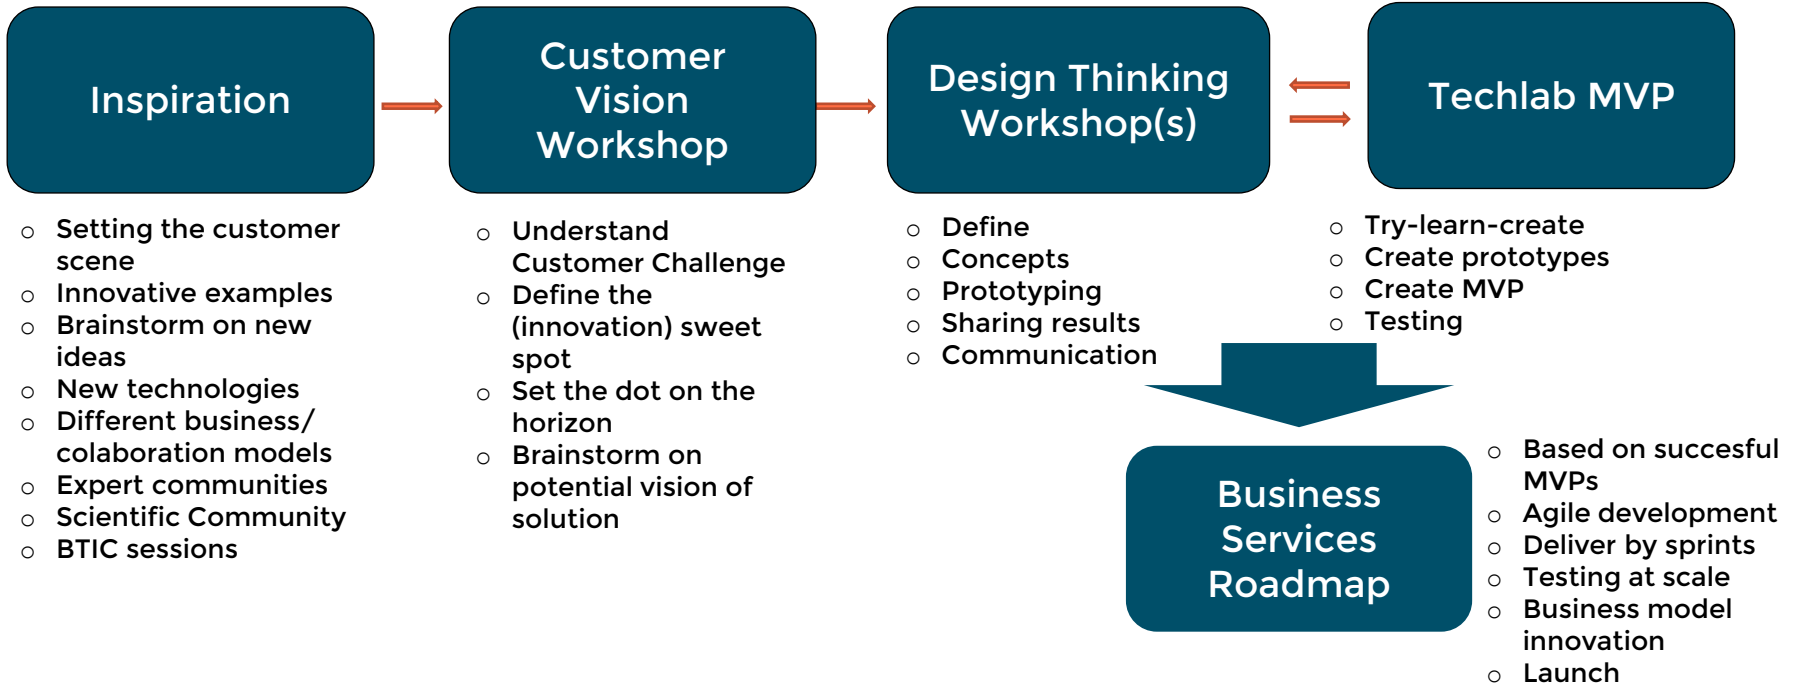 Inspiration
Customer
Vision
Workshop
Design Thinking
Workshop(s)
Techlab MVP
o Setting the customer
scene
o Innovative examples
o Brainstorm on new
ideas
o New technologies
o Different business/
colaboration models
o Expert communities
o Scientific Community
o BTIC sessions
o Understand
Customer Challenge
o Define the
(innovation) sweet
spot
o Set the dot on the
horizon
o Brainstorm on
potential vision of
solution
o Define
o Concepts
o Prototyping
o Sharing results
o Communication
o Try-learn-create
o Create prototypes
o Create MVP
o Testing
Business
Services
Roadmap
o Based on succesful
MVPs
o Agile development
o Deliver by sprints
o Testing at scale
o Business model
innovation
o Launch